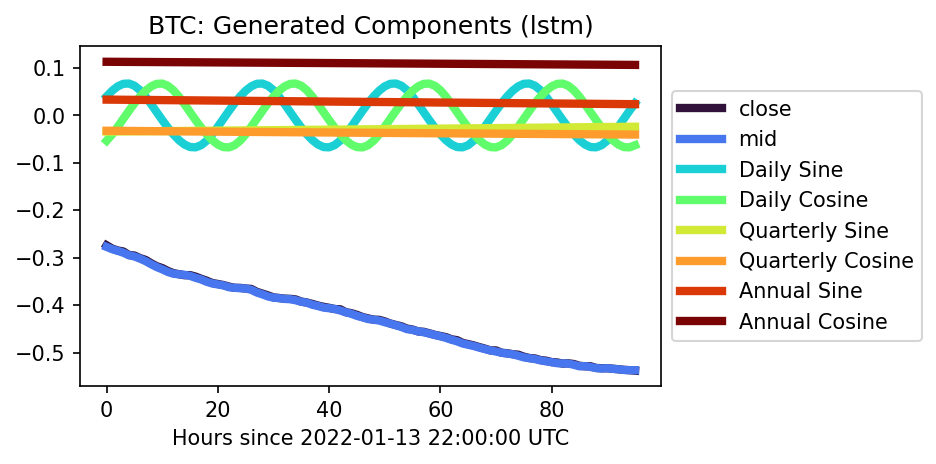 BTC: Generated Components (lstm)
0.1
0.0
−0.1
−0.2
−0.3
−0.4
−0.5
0 20 40 60 80
Hours since 2022-01-13 22:00:00 UTC
close
mid
Daily Sine
Daily Cosine
Quarterly Sine
Quarterly Cosine
Annual Sine
Annual Cosine